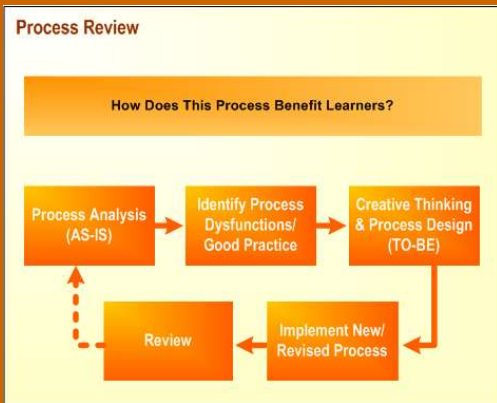 Process Review
How Does This Process Benefit Learners?
Process Analysis
(AS-IS)
Identify Process
Dysfunctions/
Good Practice
Creative Thinking
& Process Design
(TO-BE)
Review
Implement New/
Revised Process